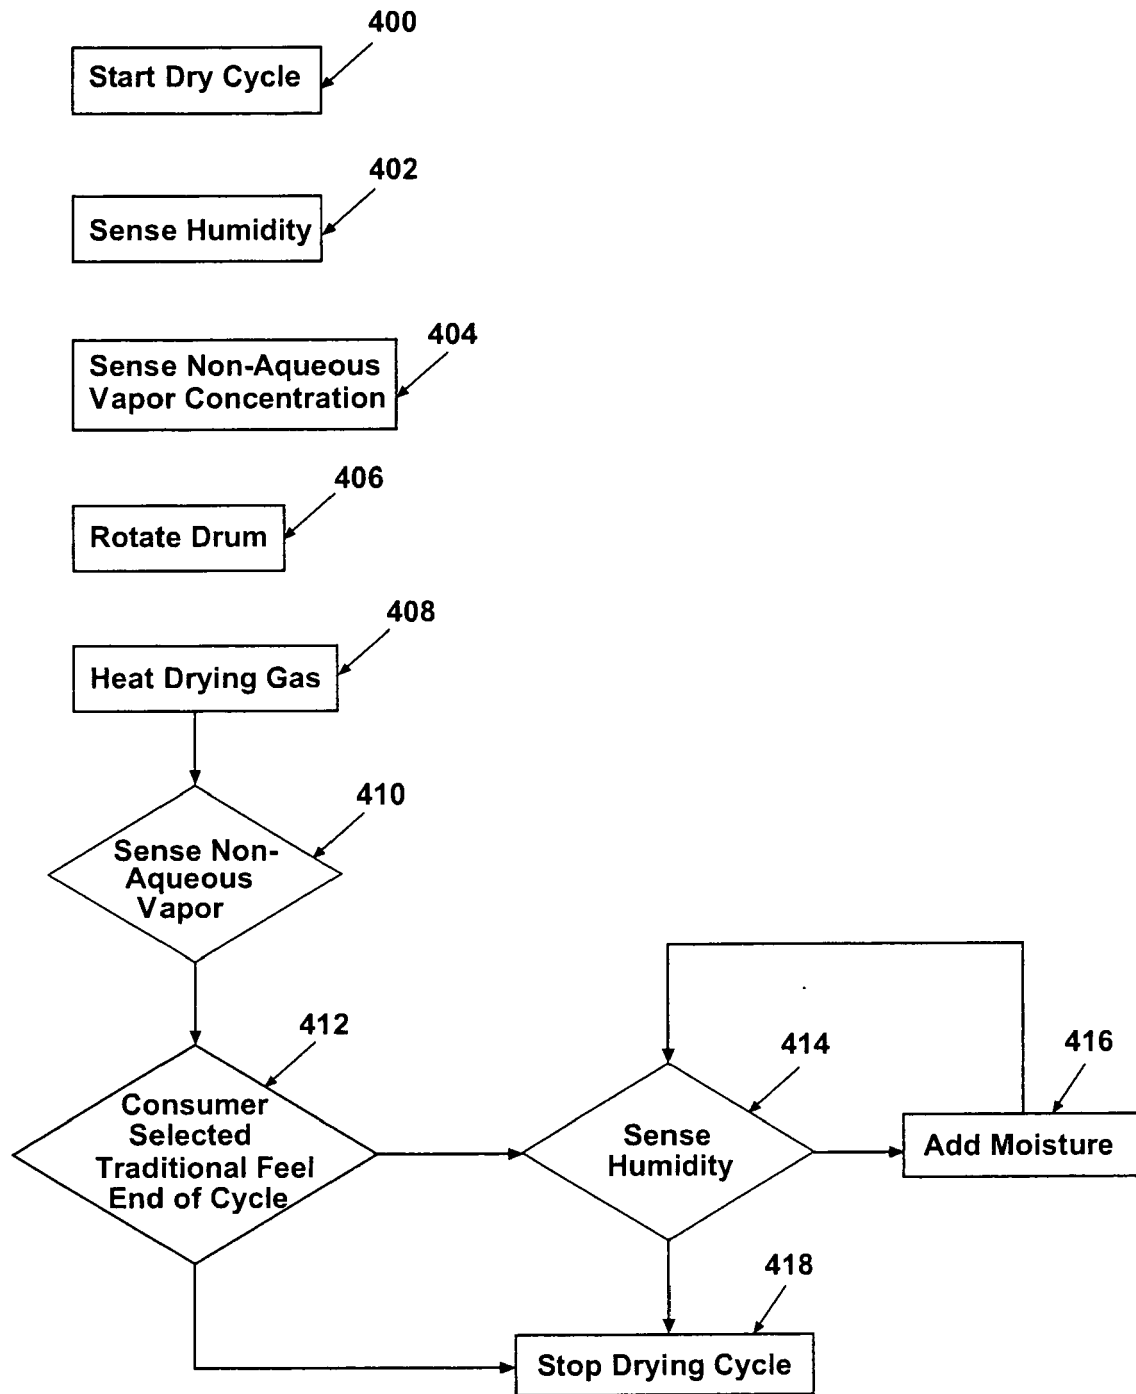 400
Start Dry Cycle
402
Sense Humidity
404
Sense Non-Aqueous
Vapor Concentration
406
Rotate Drum
408
Heat Drying Gas
410
Sense Non-
Aqueous
Vapor
412
Consumer
Selected
Traditional Feel
End of Cycle
414
Sense
Humidity
416
Add Moisture
418
Stop Drying Cycle